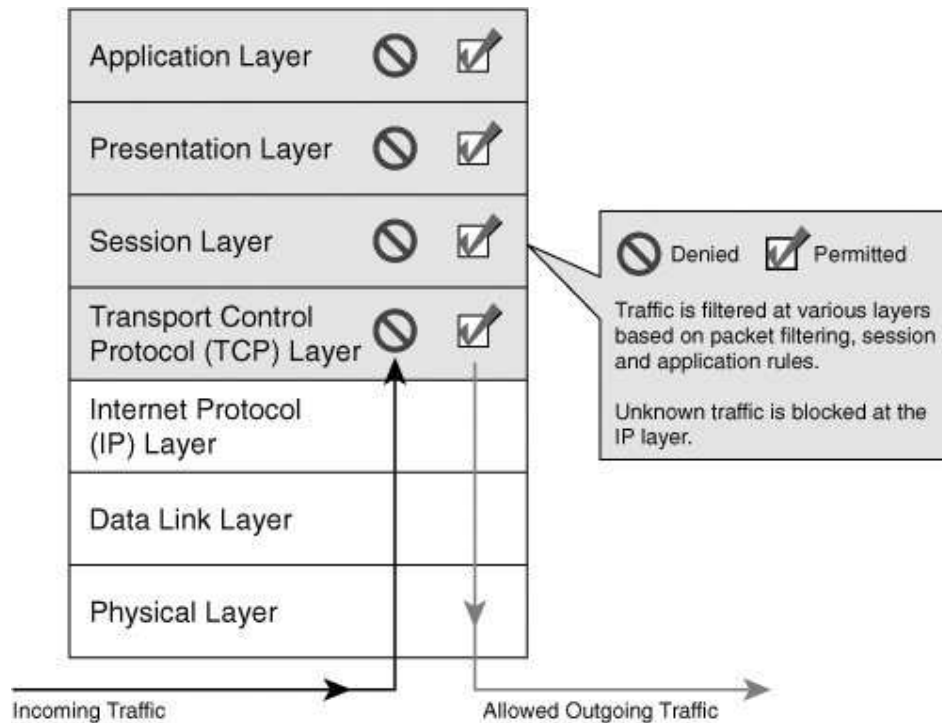 Application Layer
Presentation Layer
Session Layer
Transport Control
Protocol (TCP) Layer
Internet Protocol
(IP) Layer
Data Link Layer
Physical Layer
Denied
Permitted
Traffic is filtered at various layers
based on packet filtering, session
and application rules.
Unknown traffic is blocked at the
IP layer.
Incoming Traffic
Allowed Outgoing Traffic